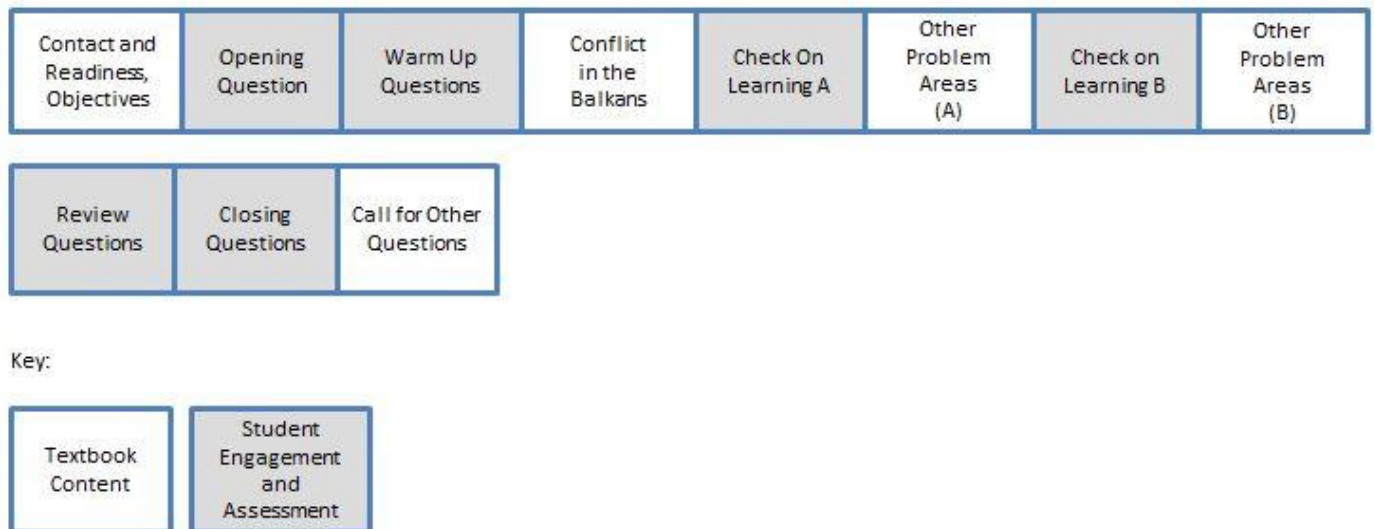 Contact and
Readiness,
Objectives
Opening
Question
Warm Up
Questions
Conflict
in the
Balkans
Check On
Learning A
Other
Problem
Areas
(A)
Check on
Learning B
Other
Problem
Areas
(B)
Review
Questions
Closing
Questions
Call for Other
Questions
Key:
Textbook
Content
Student
Engagement
and
Assessment